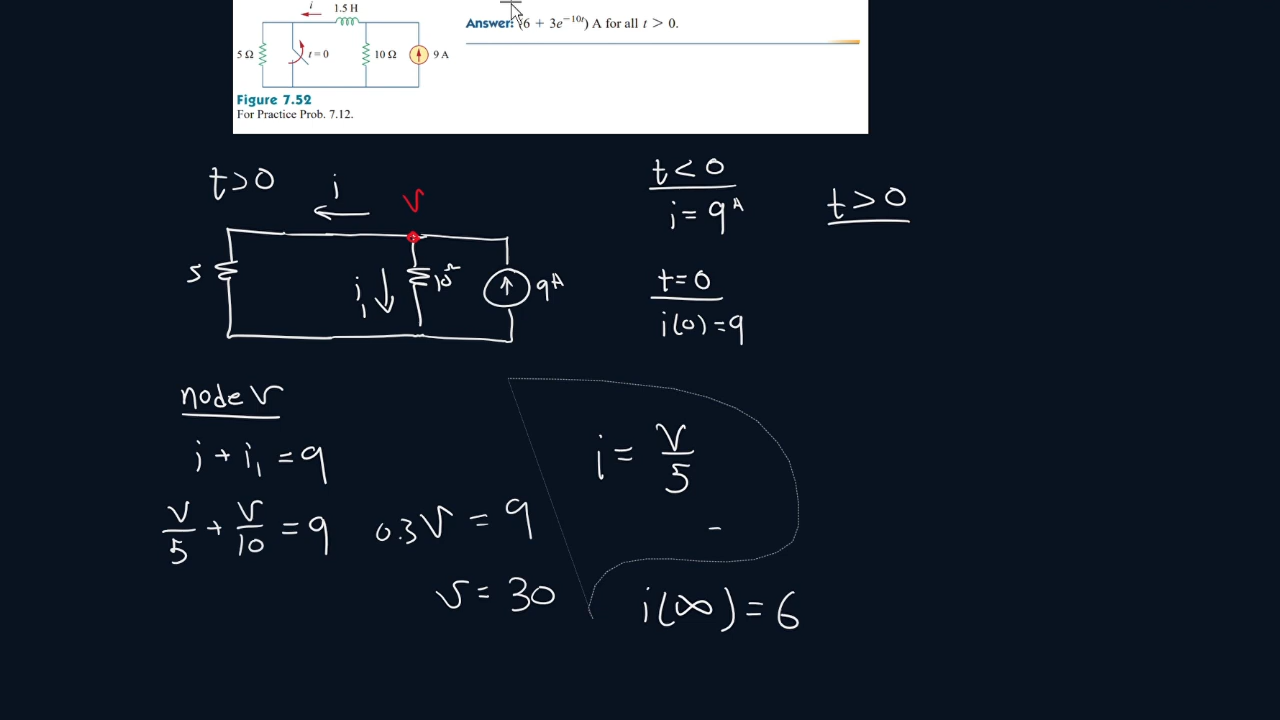 i
1.5 H
Answer: (6 + 3e^{-10t}) A for all t > 0.
5 Ω
t = 0
10 Ω
9 A
Figure 7.52
For Practice Prob. 7.12.
t>0
i
v
5
i₁
10Ω
9A
t<0
i = 9A
t>0
t=0
i(0)=9
node v
i + i₁ = 9
v/5 + v/10 = 9
0.3v = 9
v = 30
i = v/5
=
i(∞) = 6